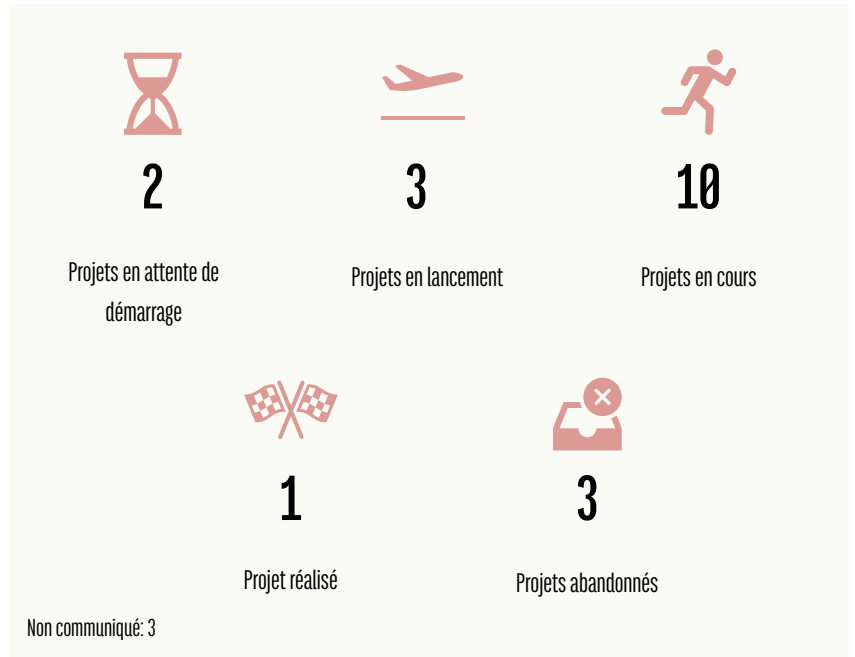 2
3
10
Projets en attente de
démarrage
Projets en lancement
Projets en cours
1
3
Projet réalisé
Projets abandonnés
Non communiqué: 3